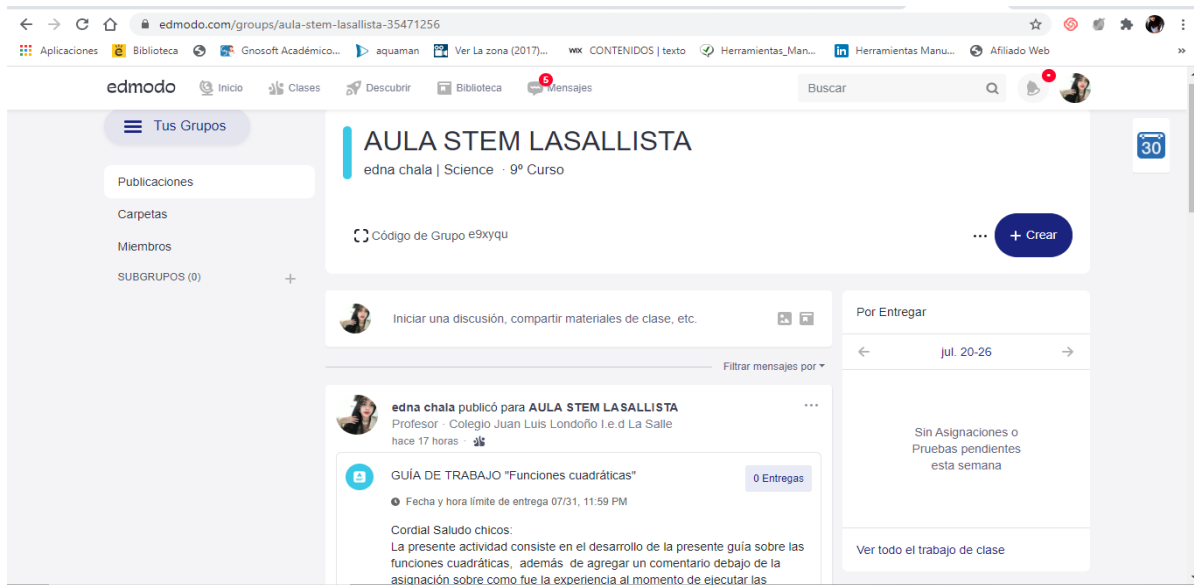 edmodo.com/groups/aula-stem-lasallista-35471256
Aplicaciones Biblioteca Gnosoft Académico... aquaman Ver La zona (2017)... WIX CONTENIDOS | texto Herramientas_Man... in Herramientas Manu... Afiliado Web »
edmodo Inicio Clases Descubrir Biblioteca 5 Mensajes Buscar
Tus Grupos
AULA STEM LASALLISTA
30
edna chala | Science · 9º Curso
Publicaciones
Carpetas
Código de Grupo e9xyqu
... + Crear
Miembros
SUBGRUPOS (0) +
Iniciar una discusión, compartir materiales de clase, etc.
Por Entregar
jul. 20-26
Filtrar mensajes por
edna chala publicó para AULA STEM LASALLISTA ...
Profesor · Colegio Juan Luis Londoño I.e.d La Salle
hace 17 horas ·
Sin Asignaciones o
Pruebas pendientes
esta semana
GUÍA DE TRABAJO "Funciones cuadráticas"
0 Entregas
Fecha y hora límite de entrega 07/31, 11:59 PM
Cordial Saludo chicos:
La presente actividad consiste en el desarrollo de la presente guía sobre las
funciones cuadráticas, además de agregar un comentario debajo de la
asignación sobre como fue la experiencia al momento de ejecutar las
Ver todo el trabajo de clase